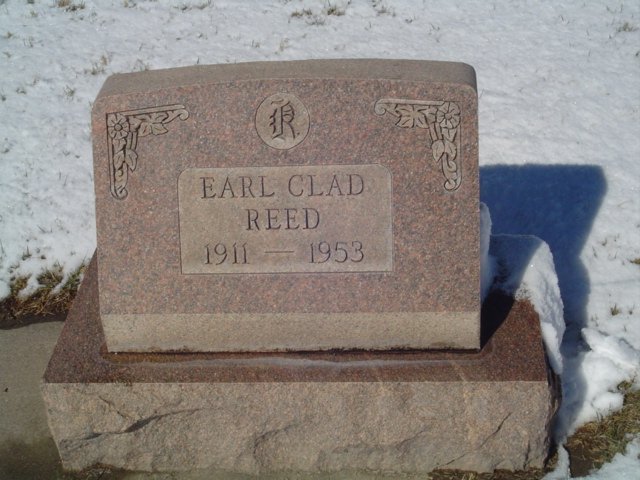 R
EARL CLAD
REED
1911 — 1953